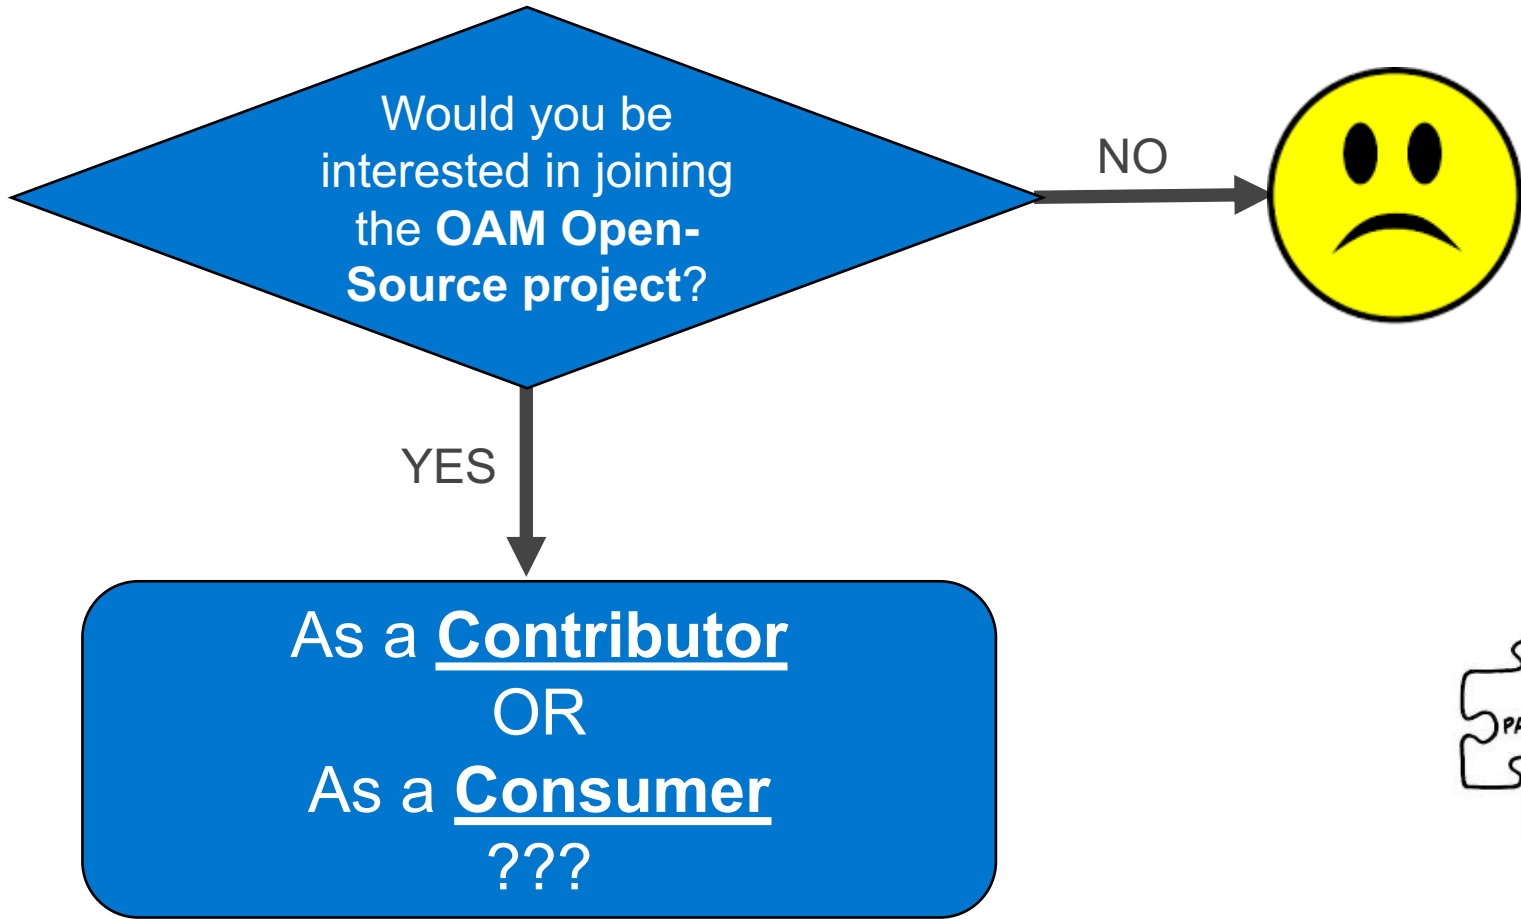 Would you be
interested in joining
the OAM Open-
Source project?
NO
YES
As a Contributor
OR
As a Consumer
???